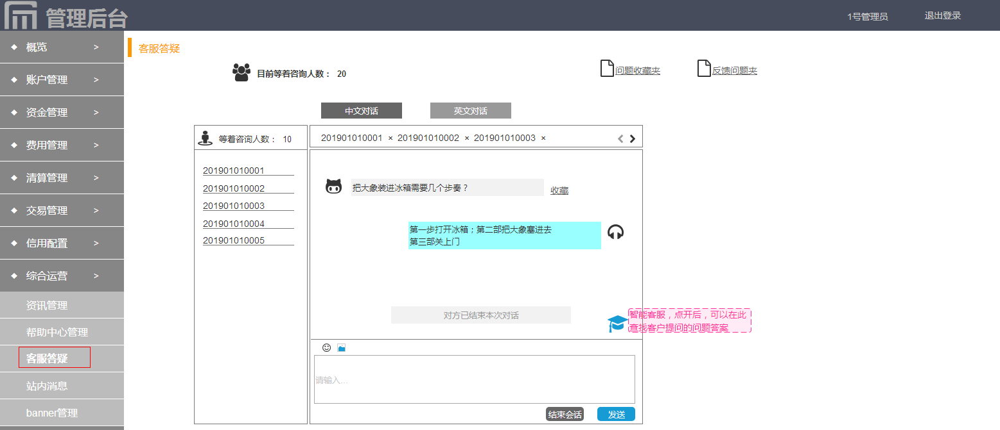 管理后台
1号管理员
退出登录
概览 >
账户管理 >
资金管理 >
费用管理 >
清算管理 >
交易管理 >
信用配置 >
综合运营 >
资讯管理
帮助中心管理
客服答疑
站内消息
banner管理
客服答疑
目前等着咨询人数： 20
问题收藏夹
反馈问题夹
中文对话
英文对话
等着咨询人数： 10
201901010001
201901010002
201901010003
201901010004
201901010005
201901010001 × 201901010002 × 201901010003 ×
把大象装进冰箱需要几个步奏？
收藏
第一步打开冰箱；第二部把大象塞进去
第三部关上门
对方已结束本次对话
智能客服，点开后，可以在此
查找客户提问的问题答案
请输入...
结束会话
发送